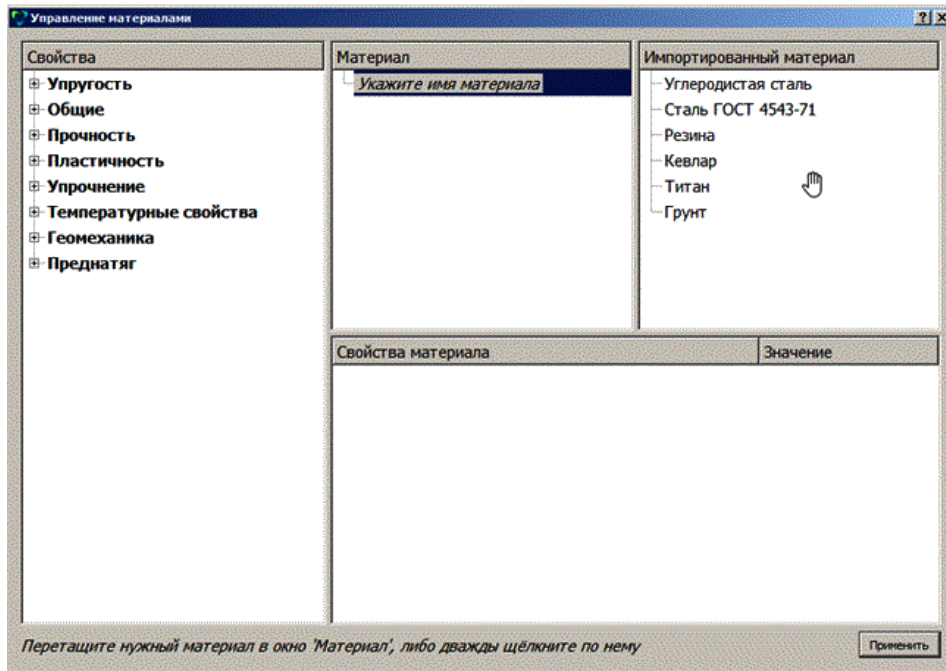 Управление материалами
Свойства
Упругость
Общие
Прочность
Пластичность
Упрочнение
Температурные свойства
Геомеханика
Преднатяг
Материал
Укажите имя материала
Импортированный материал
Углеродистая сталь
Сталь ГОСТ 4543-71
Резина
Кевлар
Титан
Грунт
Свойства материала
Значение
Перетащите нужный материал в окно 'Материал', либо дважды щёлкните по нему
Применить